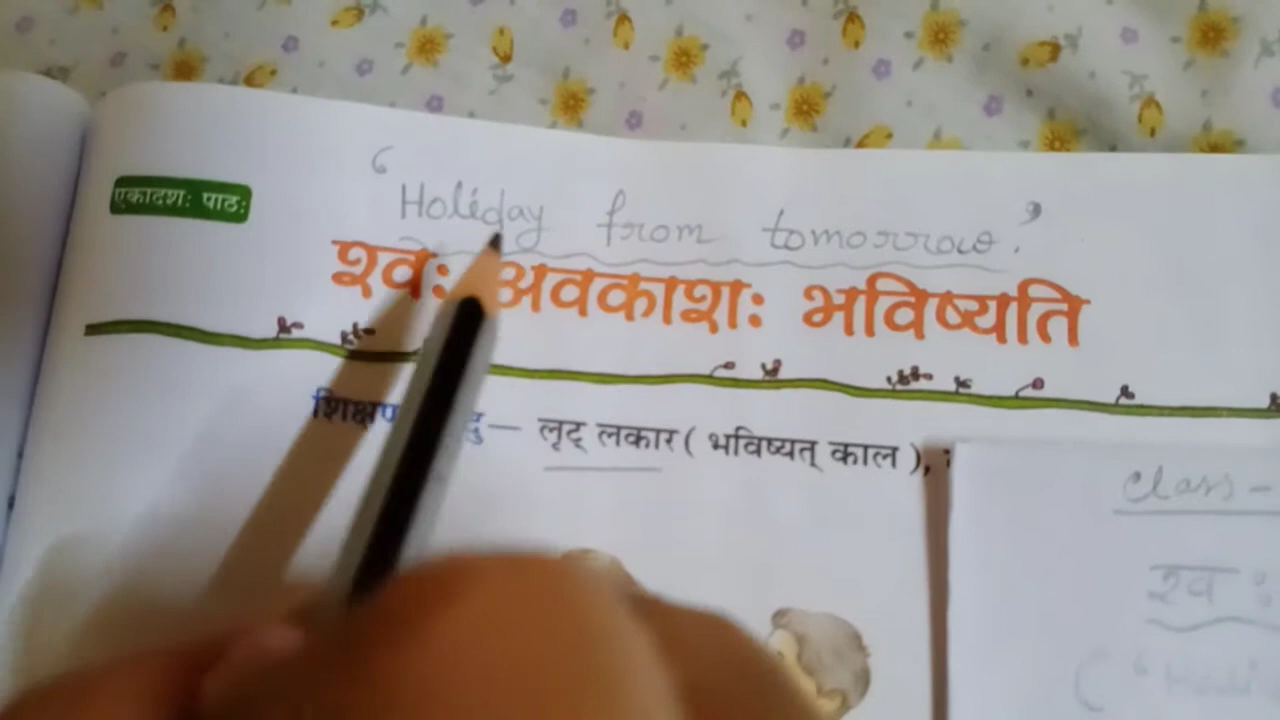 एकादशः पाठः
‘Holiday from tomorrow.’
श्वः अवकाशः भविष्यति
— लृट् लकार ( भविष्यत् काल ),
class -
श्व :